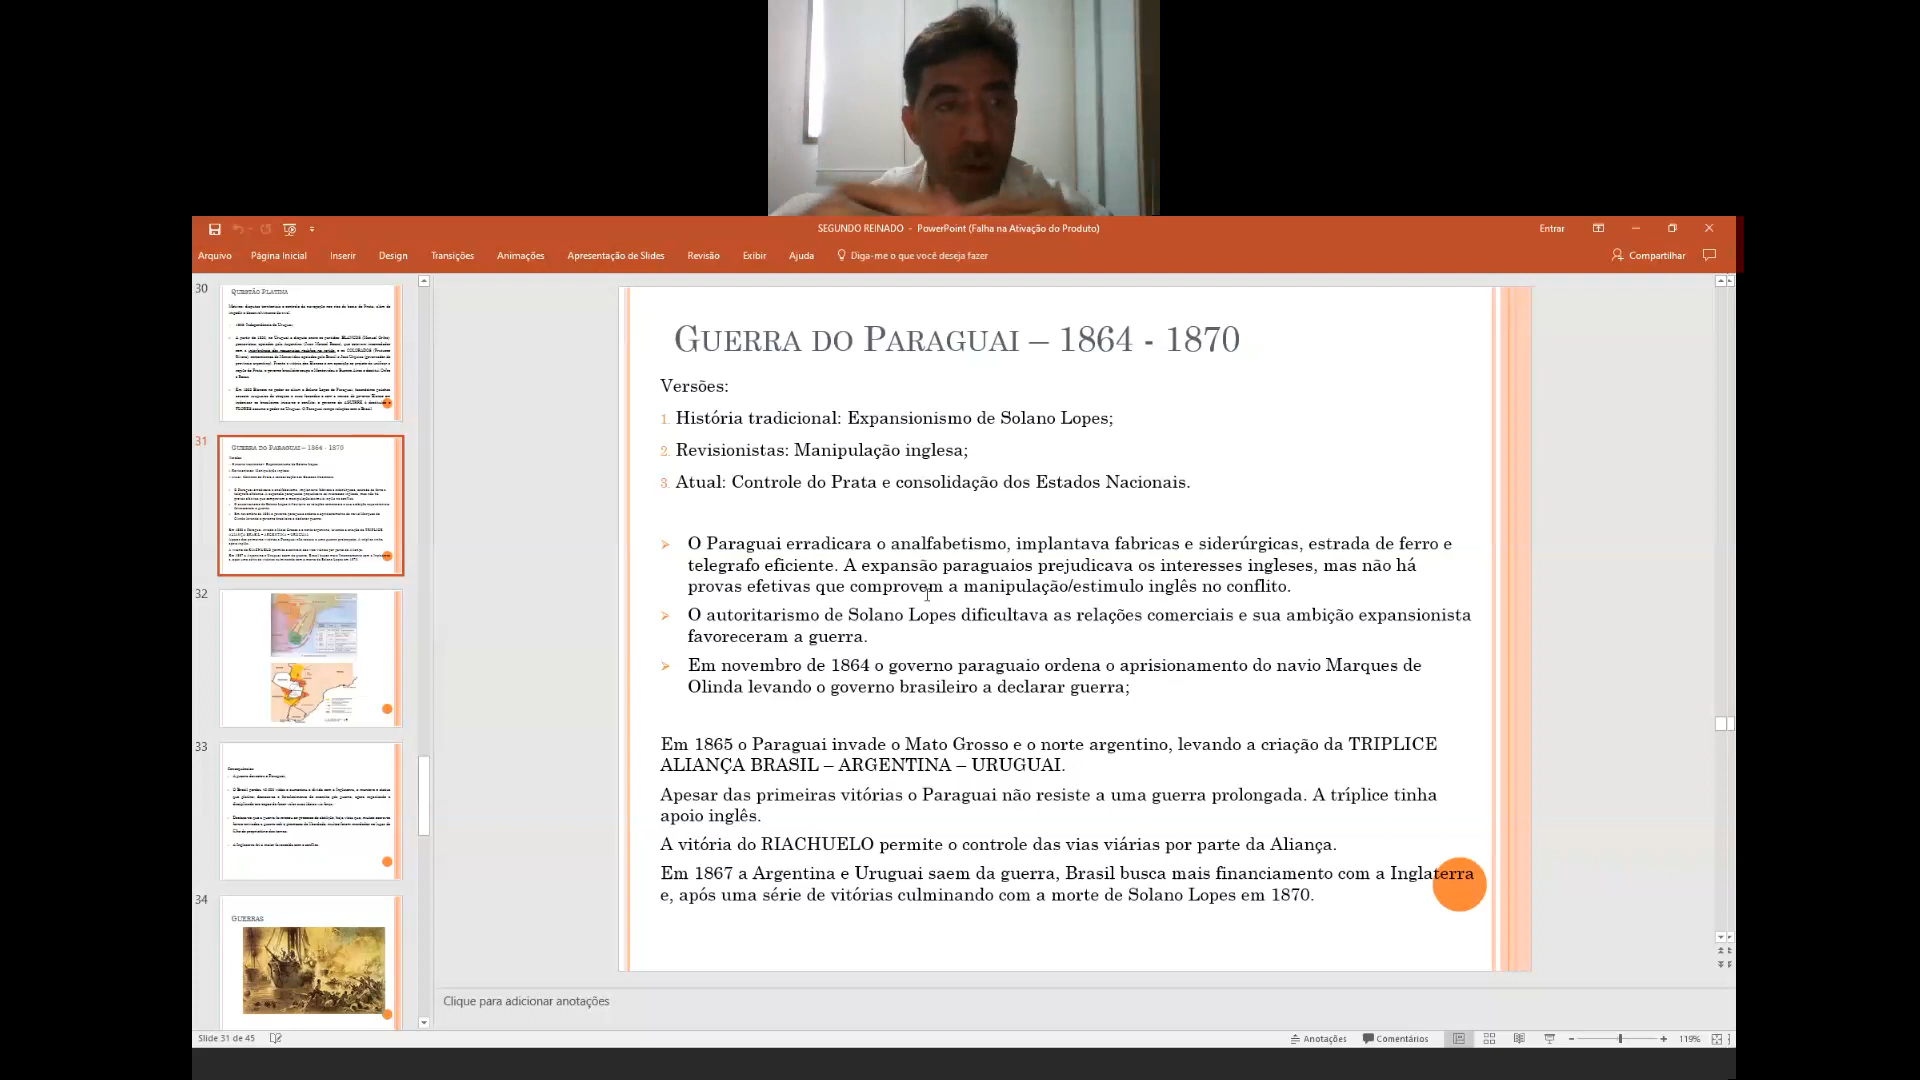 SEGUNDO REINADO - PowerPoint (Falha na Ativação do Produto)
Entrar
Arquivo
Página Inicial
Inserir
Design
Transições
Animações
Apresentação de Slides
Revisão
Exibir
Ajuda
Diga-me o que você deseja fazer
Compartilhar
30
QUESTÃO PLATINA
31
GUERRA DO PARAGUAI – 1864 - 1870
32
33
34
GUERRAS
GUERRA DO PARAGUAI – 1864 - 1870
Versões:
1. História tradicional: Expansionismo de Solano Lopes;
2. Revisionistas: Manipulação inglesa;
3. Atual: Controle do Prata e consolidação dos Estados Nacionais.
O Paraguai erradicara o analfabetismo, implantava fabricas e siderúrgicas, estrada de ferro e
telegrafo eficiente. A expansão paraguaios prejudicava os interesses ingleses, mas não há
provas efetivas que comprovem a manipulação/estimulo inglês no conflito.
O autoritarismo de Solano Lopes dificultava as relações comerciais e sua ambição expansionista
favoreceram a guerra.
Em novembro de 1864 o governo paraguaio ordena o aprisionamento do navio Marques de
Olinda levando o governo brasileiro a declarar guerra;
Em 1865 o Paraguai invade o Mato Grosso e o norte argentino, levando a criação da TRIPLICE
ALIANÇA BRASIL – ARGENTINA – URUGUAI.
Apesar das primeiras vitórias o Paraguai não resiste a uma guerra prolongada. A tríplice tinha
apoio inglês.
A vitória do RIACHUELO permite o controle das vias viárias por parte da Aliança.
Em 1867 a Argentina e Uruguai saem da guerra, Brasil busca mais financiamento com a Inglaterra
e, após uma série de vitórias culminando com a morte de Solano Lopes em 1870.
Clique para adicionar anotações
Slide 31 de 45
Anotações
Comentários
119%